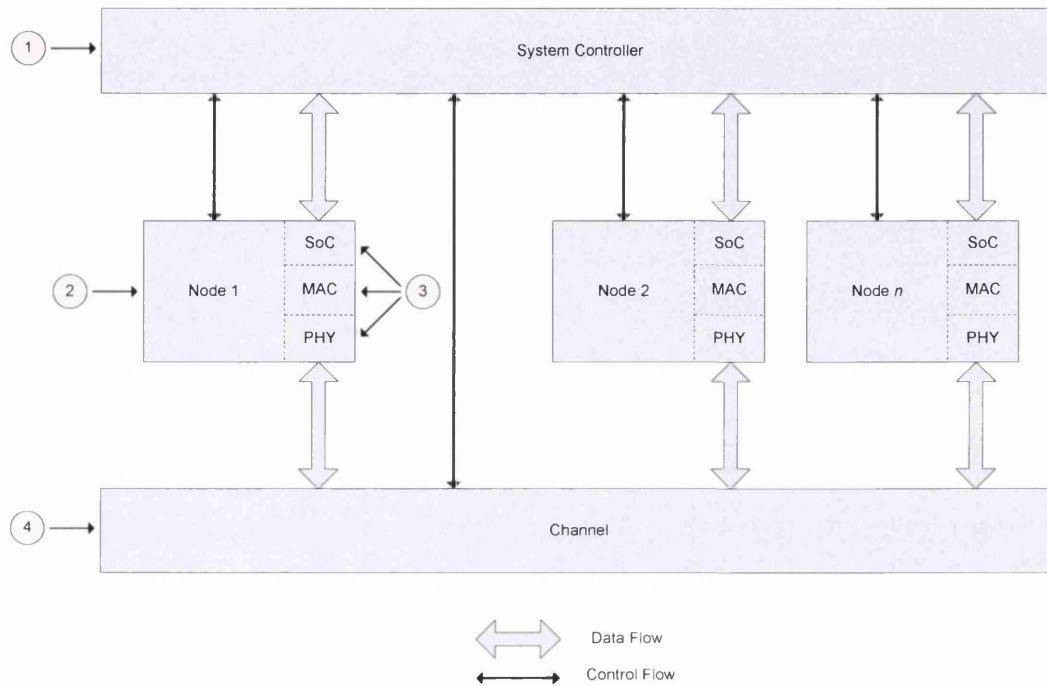 1
System Controller
SoC
SoC
SoC
2
Node 1
MAC
3
Node 2
MAC
Node n
MAC
PHY
PHY
PHY
4
Channel
Data Flow
Control Flow